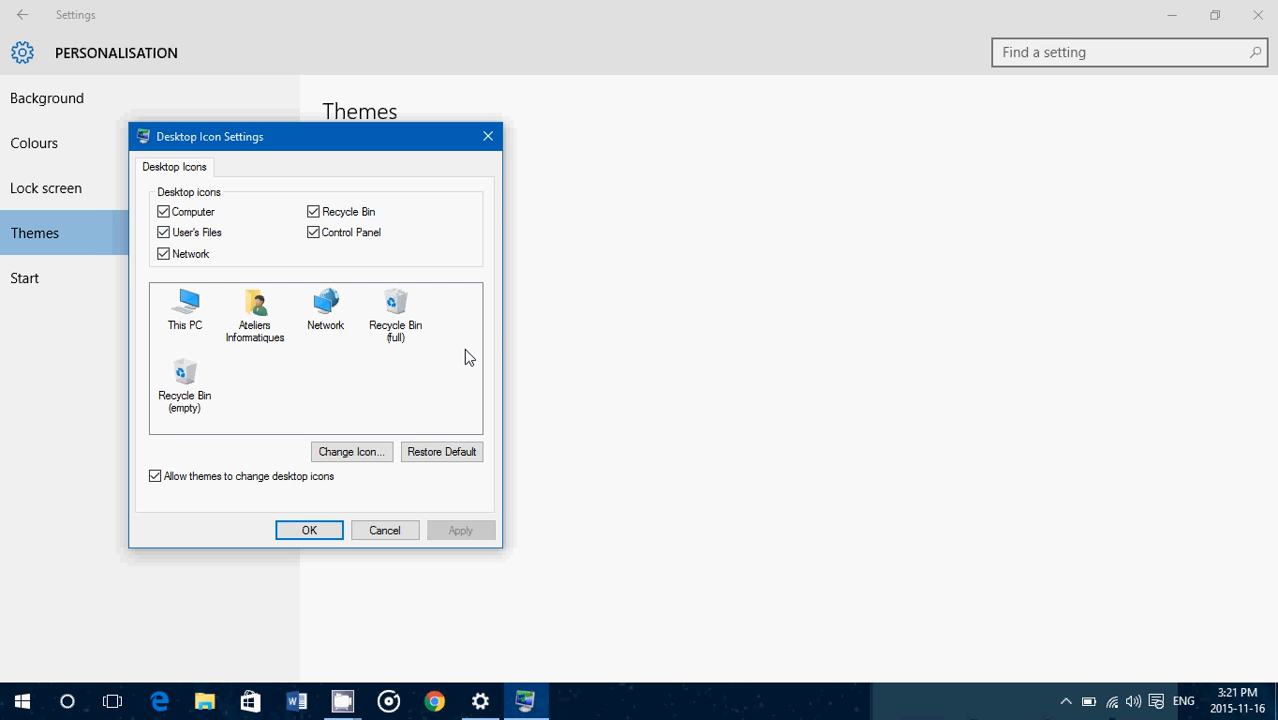 Settings
PERSONALISATION
Find a setting
Background
Colours
Lock screen
Themes
Start
Themes
Desktop Icon Settings
Desktop Icons
Desktop icons
Computer
Recycle Bin
User's Files
Control Panel
Network
This PC
Ateliers
Informatiques
Network
Recycle Bin
(full)
Recycle Bin
(empty)
Change Icon...
Restore Default
Allow themes to change desktop icons
OK
Cancel
Apply
ENG
3:21 PM
2015-11-16